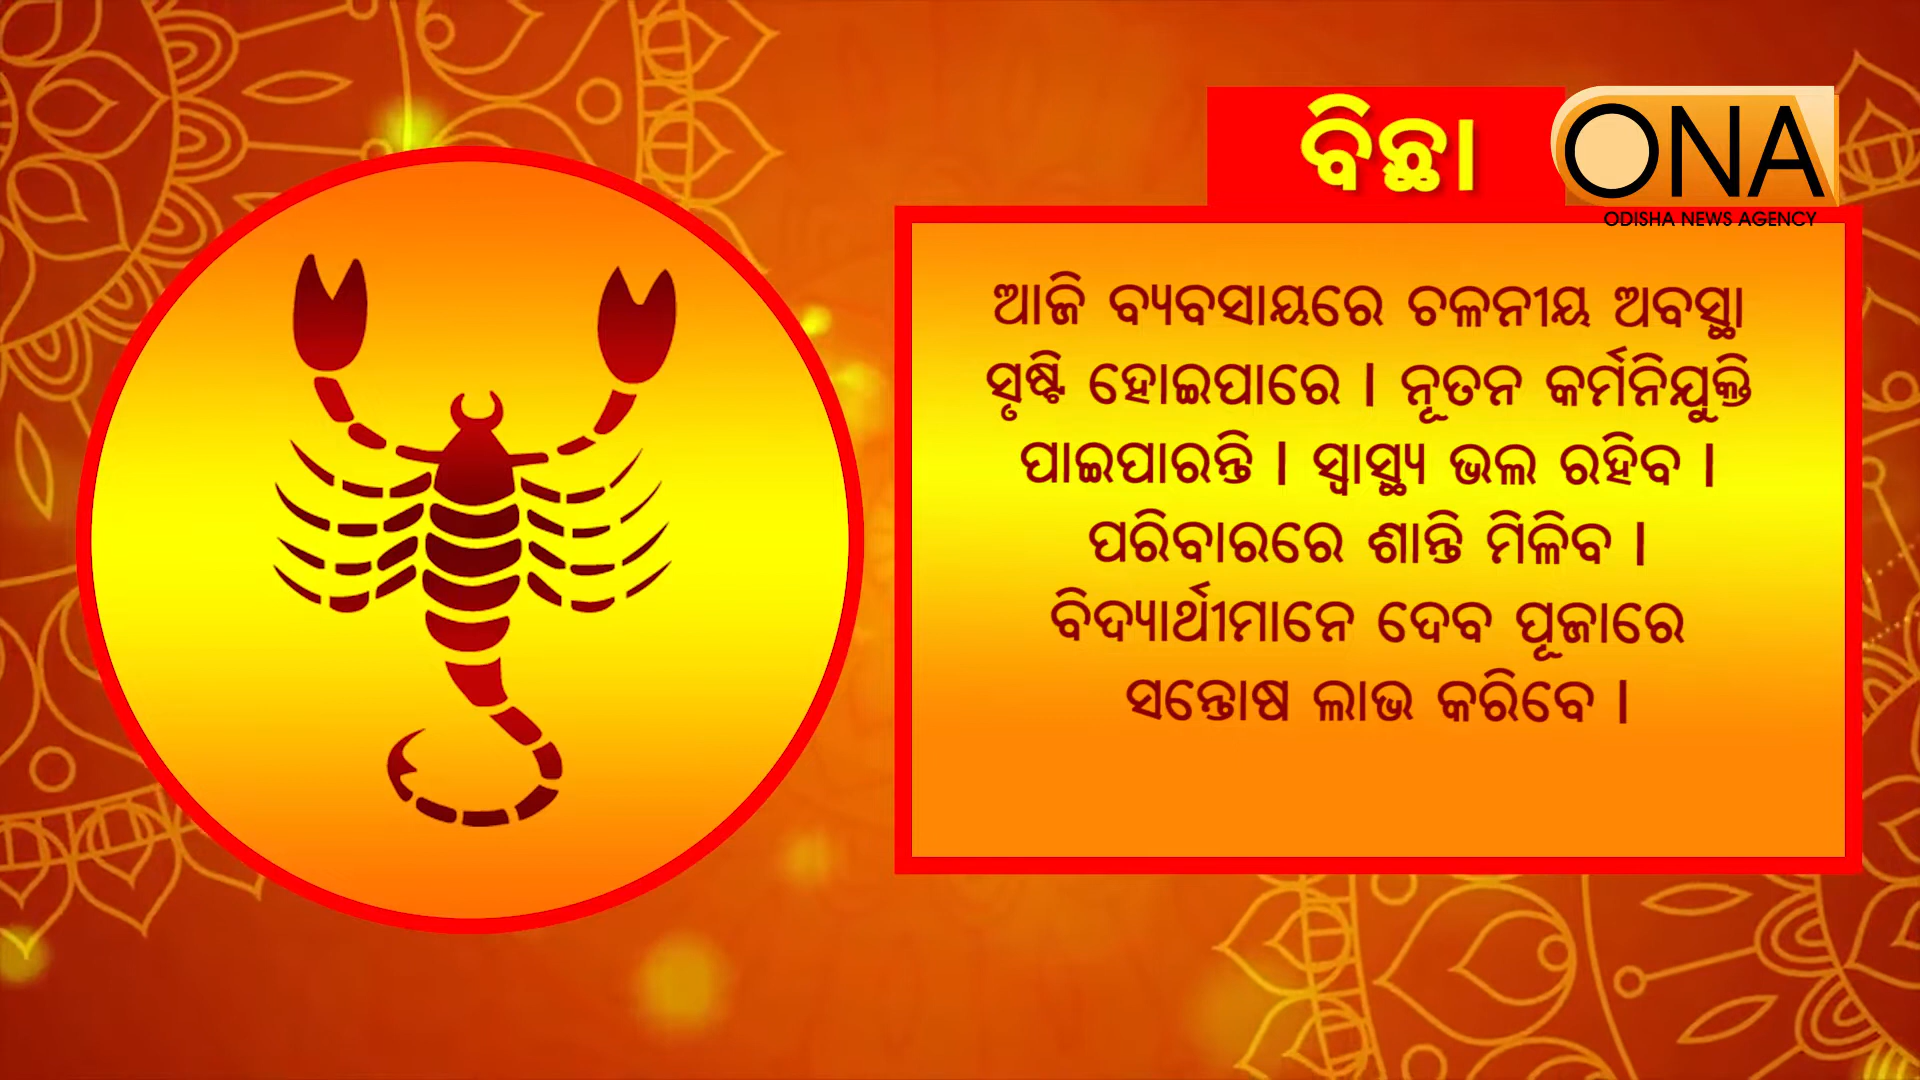 ବିଛା
ONA
ODISHA NEWS AGENCY
ଆଜି ବ୍ୟବସାୟରେ ଚଳନୀୟ ଅବସ୍ଥା
ସୃଷ୍ଟି ହୋଇପାରେ । ନୂତନ କର୍ମନିଯୁକ୍ତି
ପାଇପାରନ୍ତି । ସ୍ୱାସ୍ଥ୍ୟ ଭଲ ରହିବ ।
ପରିବାରରେ ଶାନ୍ତି ମିଳିବ ।
ବିଦ୍ୟାର୍ଥୀମାନେ ଦେବ ପୂଜାରେ
ସନ୍ତୋଷ ଲାଭ କରିବେ ।